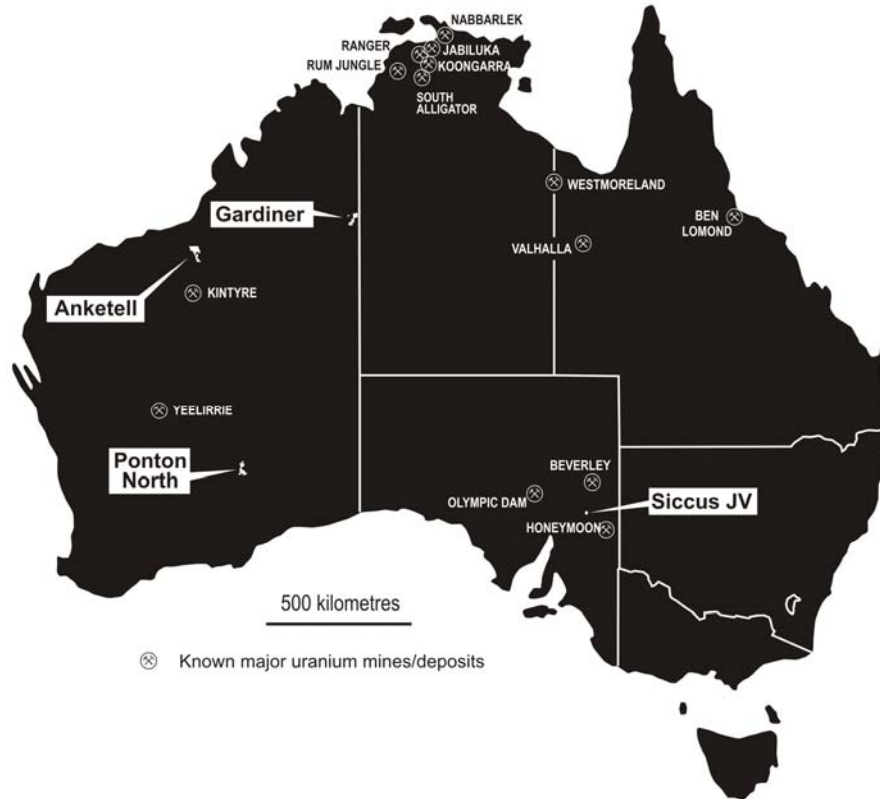 NABBARLEK
RANGER
JABILUKA
RUM JUNGLE
KOONGARRA
SOUTH
ALLIGATOR
WESTMORELAND
Gardiner
BEN
LOMOND
VALHALLA
Anketell
KINTYRE
YEELIRRIE
Ponton
North
BEVERLEY
OLYMPIC DAM
Siccus JV
HONEYMOON
500 kilometres
Known major uranium mines/deposits